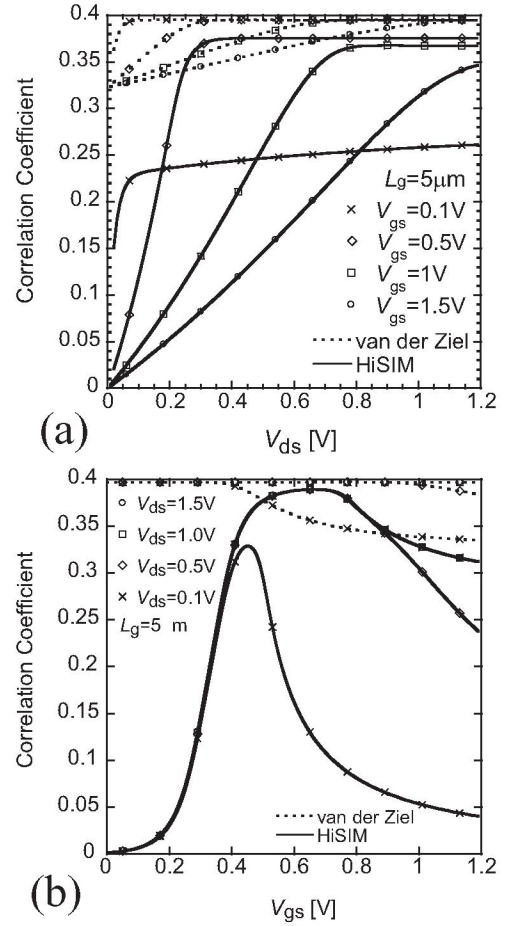 (a)
Correlation Coefficient
0.4
0.35
0.3
0.25
0.2
0.15
0.1
0.05
0
Lg=5μm
Vgs=0.1V
Vgs=0.5V
Vgs=1V
Vgs=1.5V
van der Ziel
HiSIM
0 0.2 0.4 0.6 0.8 1.0 1.2
Vds [V]
(b)
Correlation Coefficient
0.4
0.35
0.3
0.25
0.2
0.15
0.1
0.05
0
Vds=1.5V
Vds=1.0V
Vds=0.5V
Vds=0.1V
Lg=5 m
van der Ziel
HiSIM
0 0.2 0.4 0.6 0.8 1.0 1.2
Vgs [V]